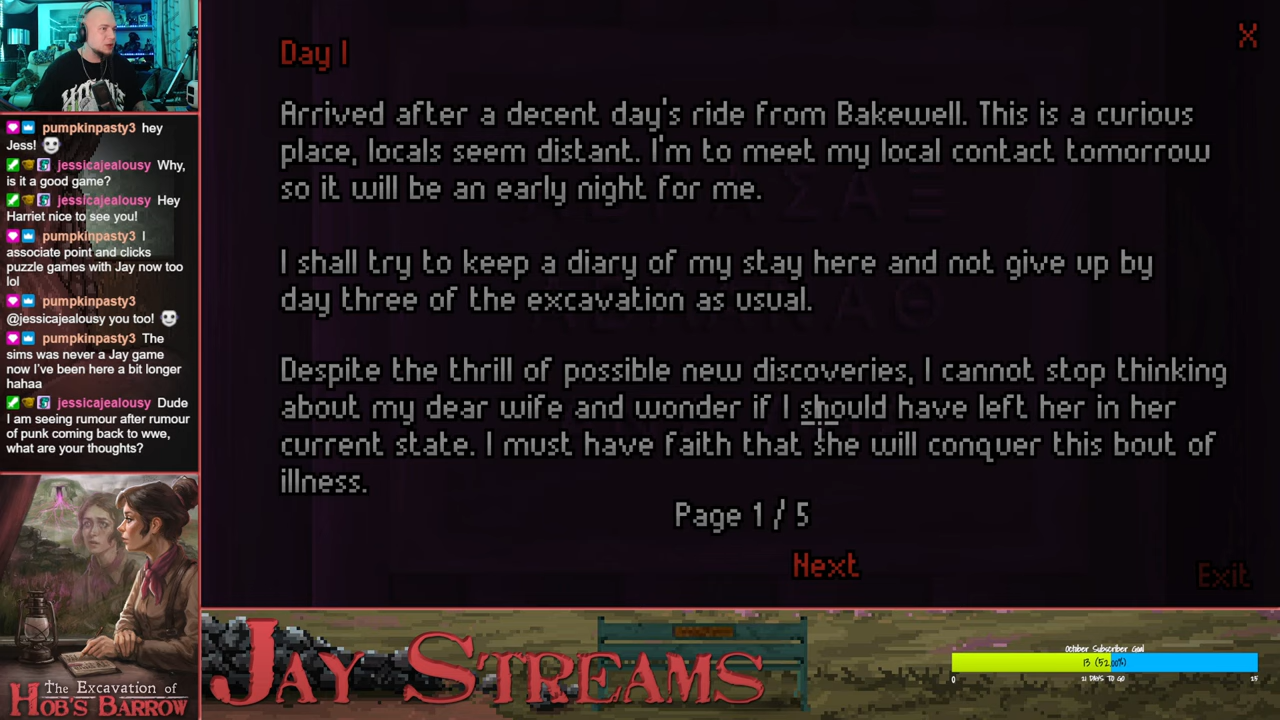 Day 1
X
Arrived after a decent day's ride from Bakewell. This is a curious
place, locals seem distant. I'm to meet my local contact tomorrow
so it will be an early night for me.
I shall try to keep a diary of my stay here and not give up by
day three of the excavation as usual.
Despite the thrill of possible new discoveries, I cannot stop thinking
about my dear wife and wonder if I should have left her in her
current state. I must have faith that she will conquer this bout of
illness.
Page 1 / 5
Next
Exit
pumpkinpasty3 hey
Jess!
jessicajealousy Why,
is it a good game?
jessicajealousy Hey
Harriet nice to see you!
pumpkinpasty3 I
associate point and clicks
puzzle games with Jay now too
lol
pumpkinpasty3
@jessicajealousy you too!
pumpkinpasty3 The
sims was never a Jay game
now I've been here a bit longer
hahaa
jessicajealousy Dude
I am seeing rumour after rumour
of punk coming back to wwe,
what are your thoughts?
The Excavation of
HOB'S BARROW
JAY STREAMS
October Subscriber Goal
13 (52.00%)
0
21 DAYS TO GO